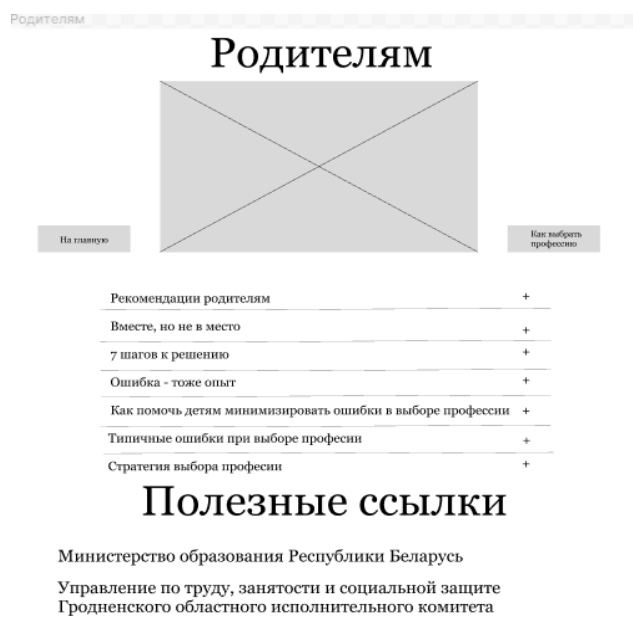 Родителям
Родителям
На главную
Как выбрать
профессию
Рекомендации родителям +
Вместе, но не в место +
7 шагов к решению +
Ошибка - тоже опыт +
Как помочь детям минимизировать ошибки в выборе профессии +
Типичные ошибки при выборе професии +
Стратегия выбора професии +
Полезные ссылки
Министерство образования Республики Беларусь
Управление по труду, занятости и социальной защите
Гродненского областного исполнительного комитета